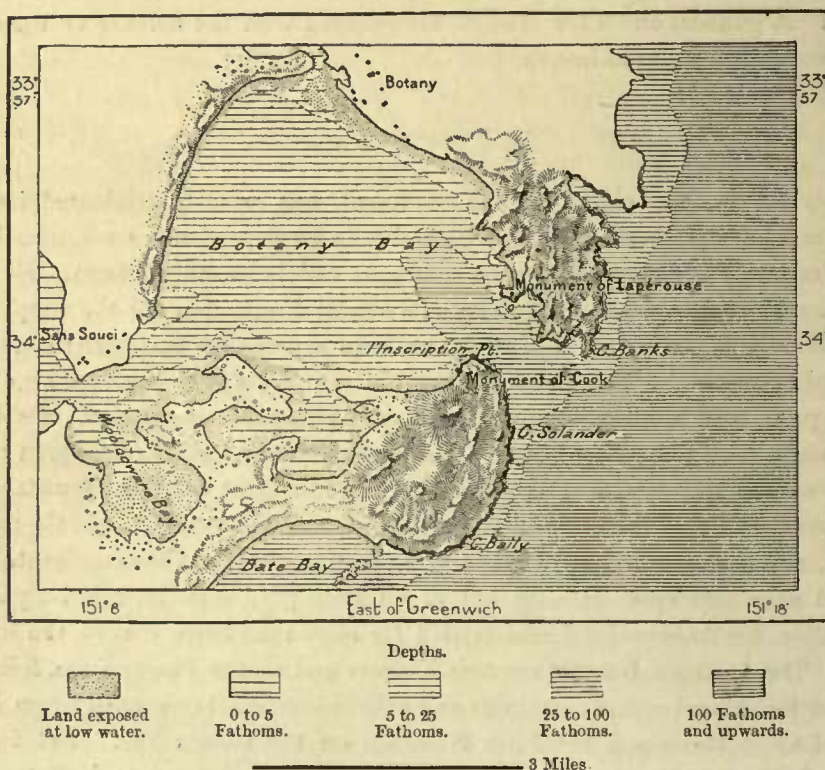 33°
57'
Botany
33°
57
Botany Bay
Monument of Lapérouse
Sans Souci
34°
l'Inscription Pt.
C. Banks
34°
Monument of Cook
C. Solander
Wooloowara Bay
C. Baily
Bate Bay
13
151°8'
East of Greenwich
151°18'
Depths.
Land exposed
at low water.
0 to 5
Fathoms.
5 to 25
Fathoms.
25 to 100
Fathoms.
100 Fathoms
and upwards.
3 Miles.